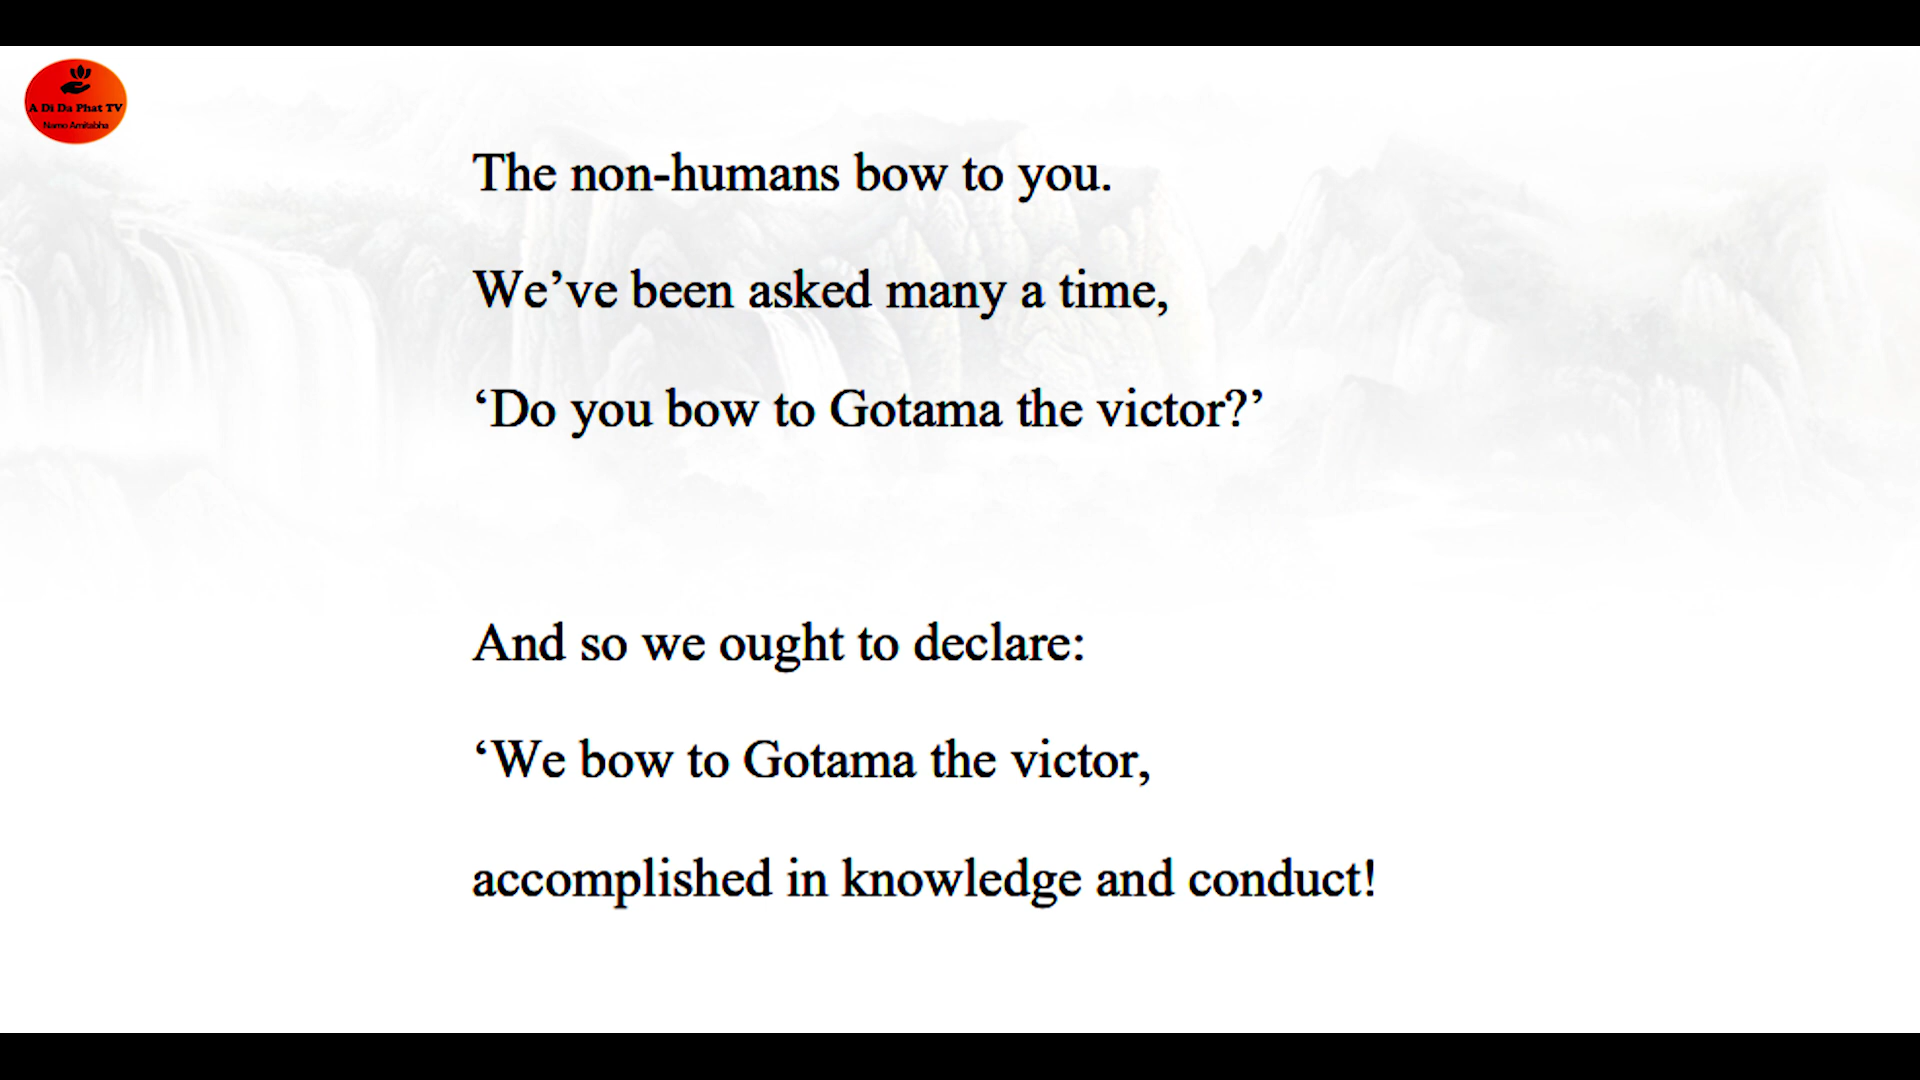 A Di Da Phat TV
Namo Amitabha
The non-humans bow to you.
We’ve been asked many a time,
‘Do you bow to Gotama the victor?’
And so we ought to declare:
‘We bow to Gotama the victor,
accomplished in knowledge and conduct!